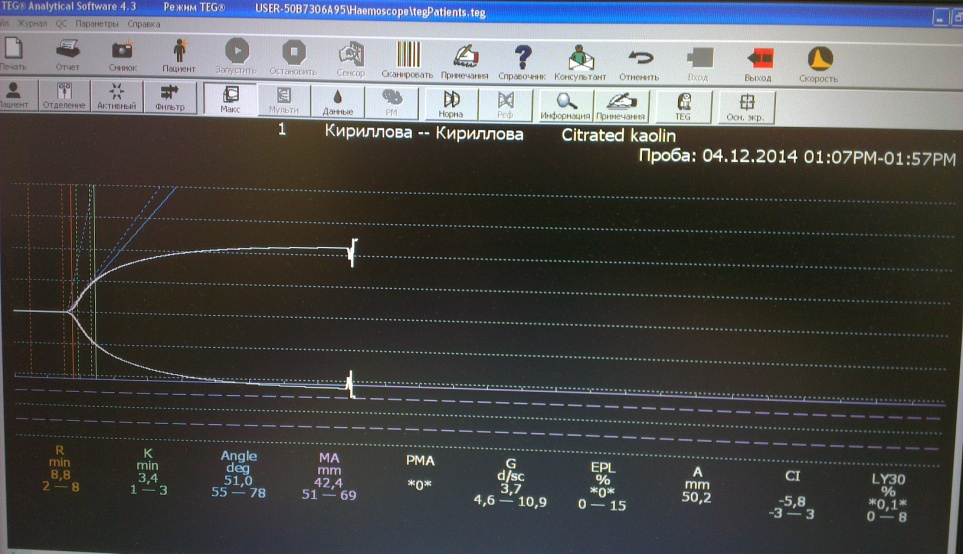 TEG® Analytical Software 4.3 Режим TEG® USER-50B7306A95\Haemoscope\tegPatients.teg
Журнал QC Параметры Справка
Печать Отчет Снимок Пациент Запустить Остановить Сенсор Сканировать Примечания Справочник Консультант Отменить Вход Выход Скорость
Пациент Отделение Активный Фильтр Макс Мульти Данные PM Норма Реф Информация Примечания TEG Осн. экр.
1 Кириллова -- Кириллова Citrated kaolin
Проба: 04.12.2014 01:07PM-01:57PM
R K Angle MA PMA G EPL A CI LY30
min min deg mm d/sc % mm %
8,8 3,4 51,0 42,4 *0* 3,7 *0* 50,2 -5,8 *0,1*
2 — 8 1 — 3 55 — 78 51 — 69 4,6 — 10,9 0 — 15 -3 — 3 0 — 8